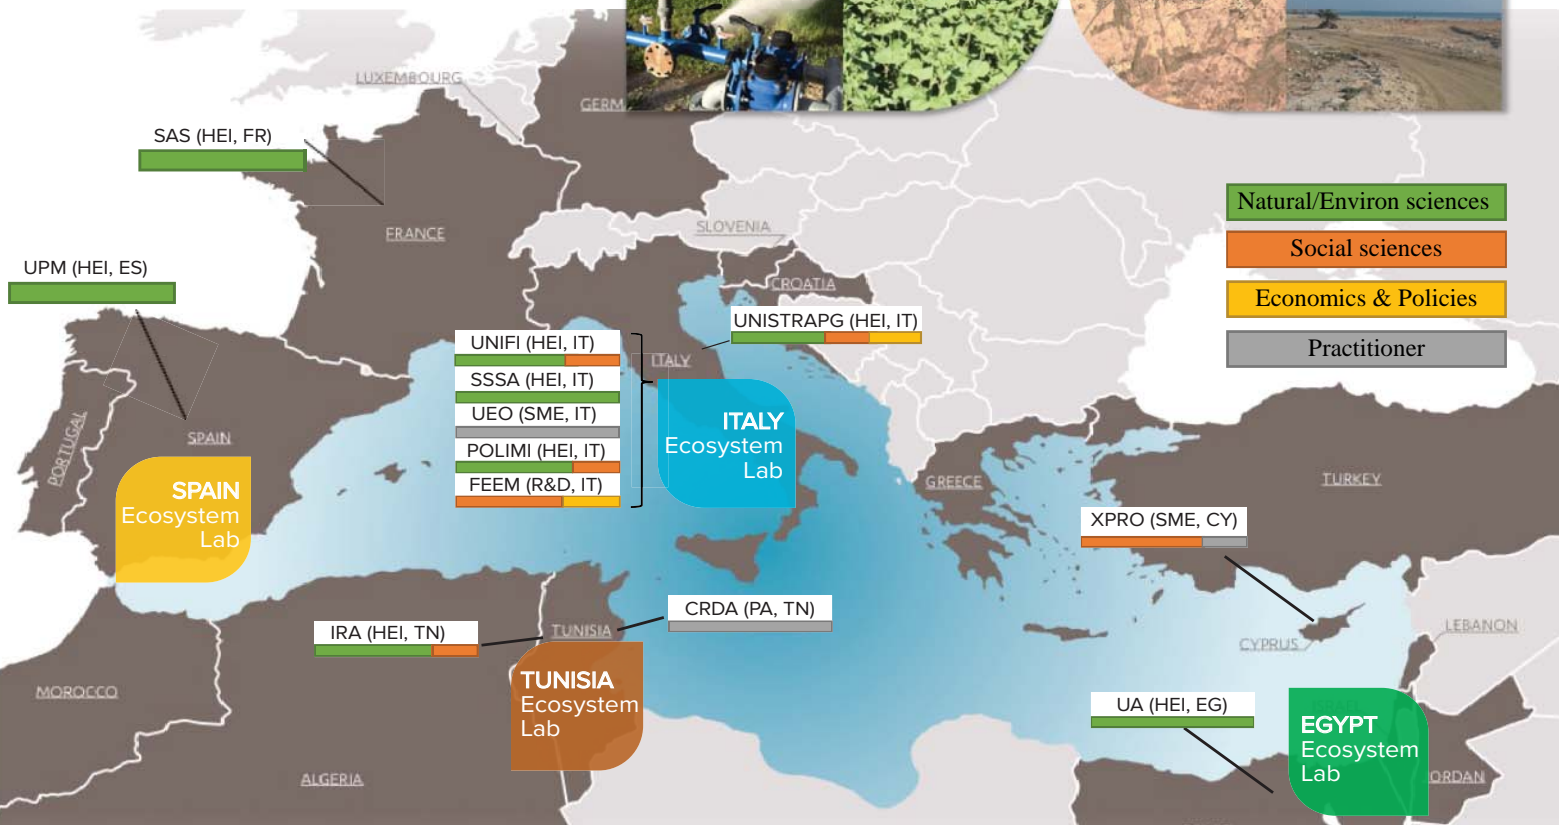 LUXEMBOURG
GERM
SAS (HEI, FR)
Natural/Environ sciences
FRANCE
SLOVENIA
Social sciences
UPM (HEI, ES)
CROATIA
Economics & Policies
UNISTRAPG (HEI, IT)
UNIFI (HEI, IT)
ITALY
Practitioner
SSSA (HEI, IT)
UEO (SME, IT)
POLIMI (HEI, IT)
FEEM (R&D, IT)
ITALY
Ecosystem
Lab
PORTUGAL
SPAIN
SPAIN
Ecosystem
Lab
GREECE
TURKEY
XPRO (SME, CY)
CRDA (PA, TN)
IRA (HEI, TN)
TUNISIA
CYPRUS
LEBANON
TUNISIA
Ecosystem
Lab
MOROCCO
UA (HEI, EG)
ISRAEL
EGYPT
Ecosystem
Lab
ALGERIA
JORDAN